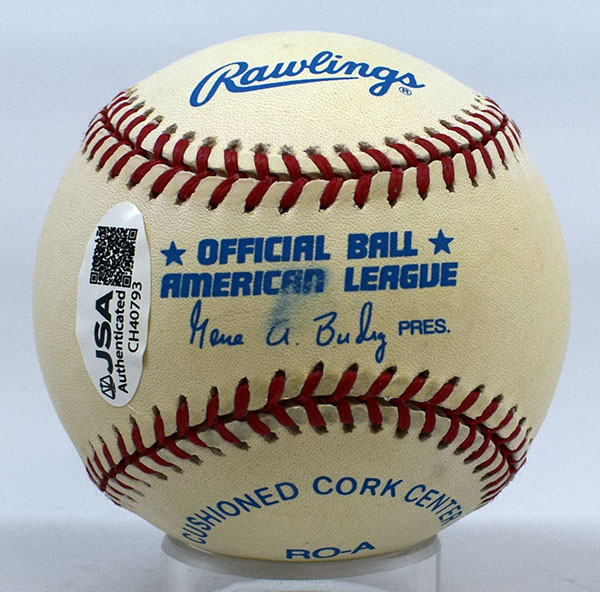 Rawlings®
★ OFFICIAL BALL ★
AMERICAN LEAGUE
Gene A. Budig PRES.
JSA
Authenticated
CH40793
CUSHIONED CORK CENTER
RO-A